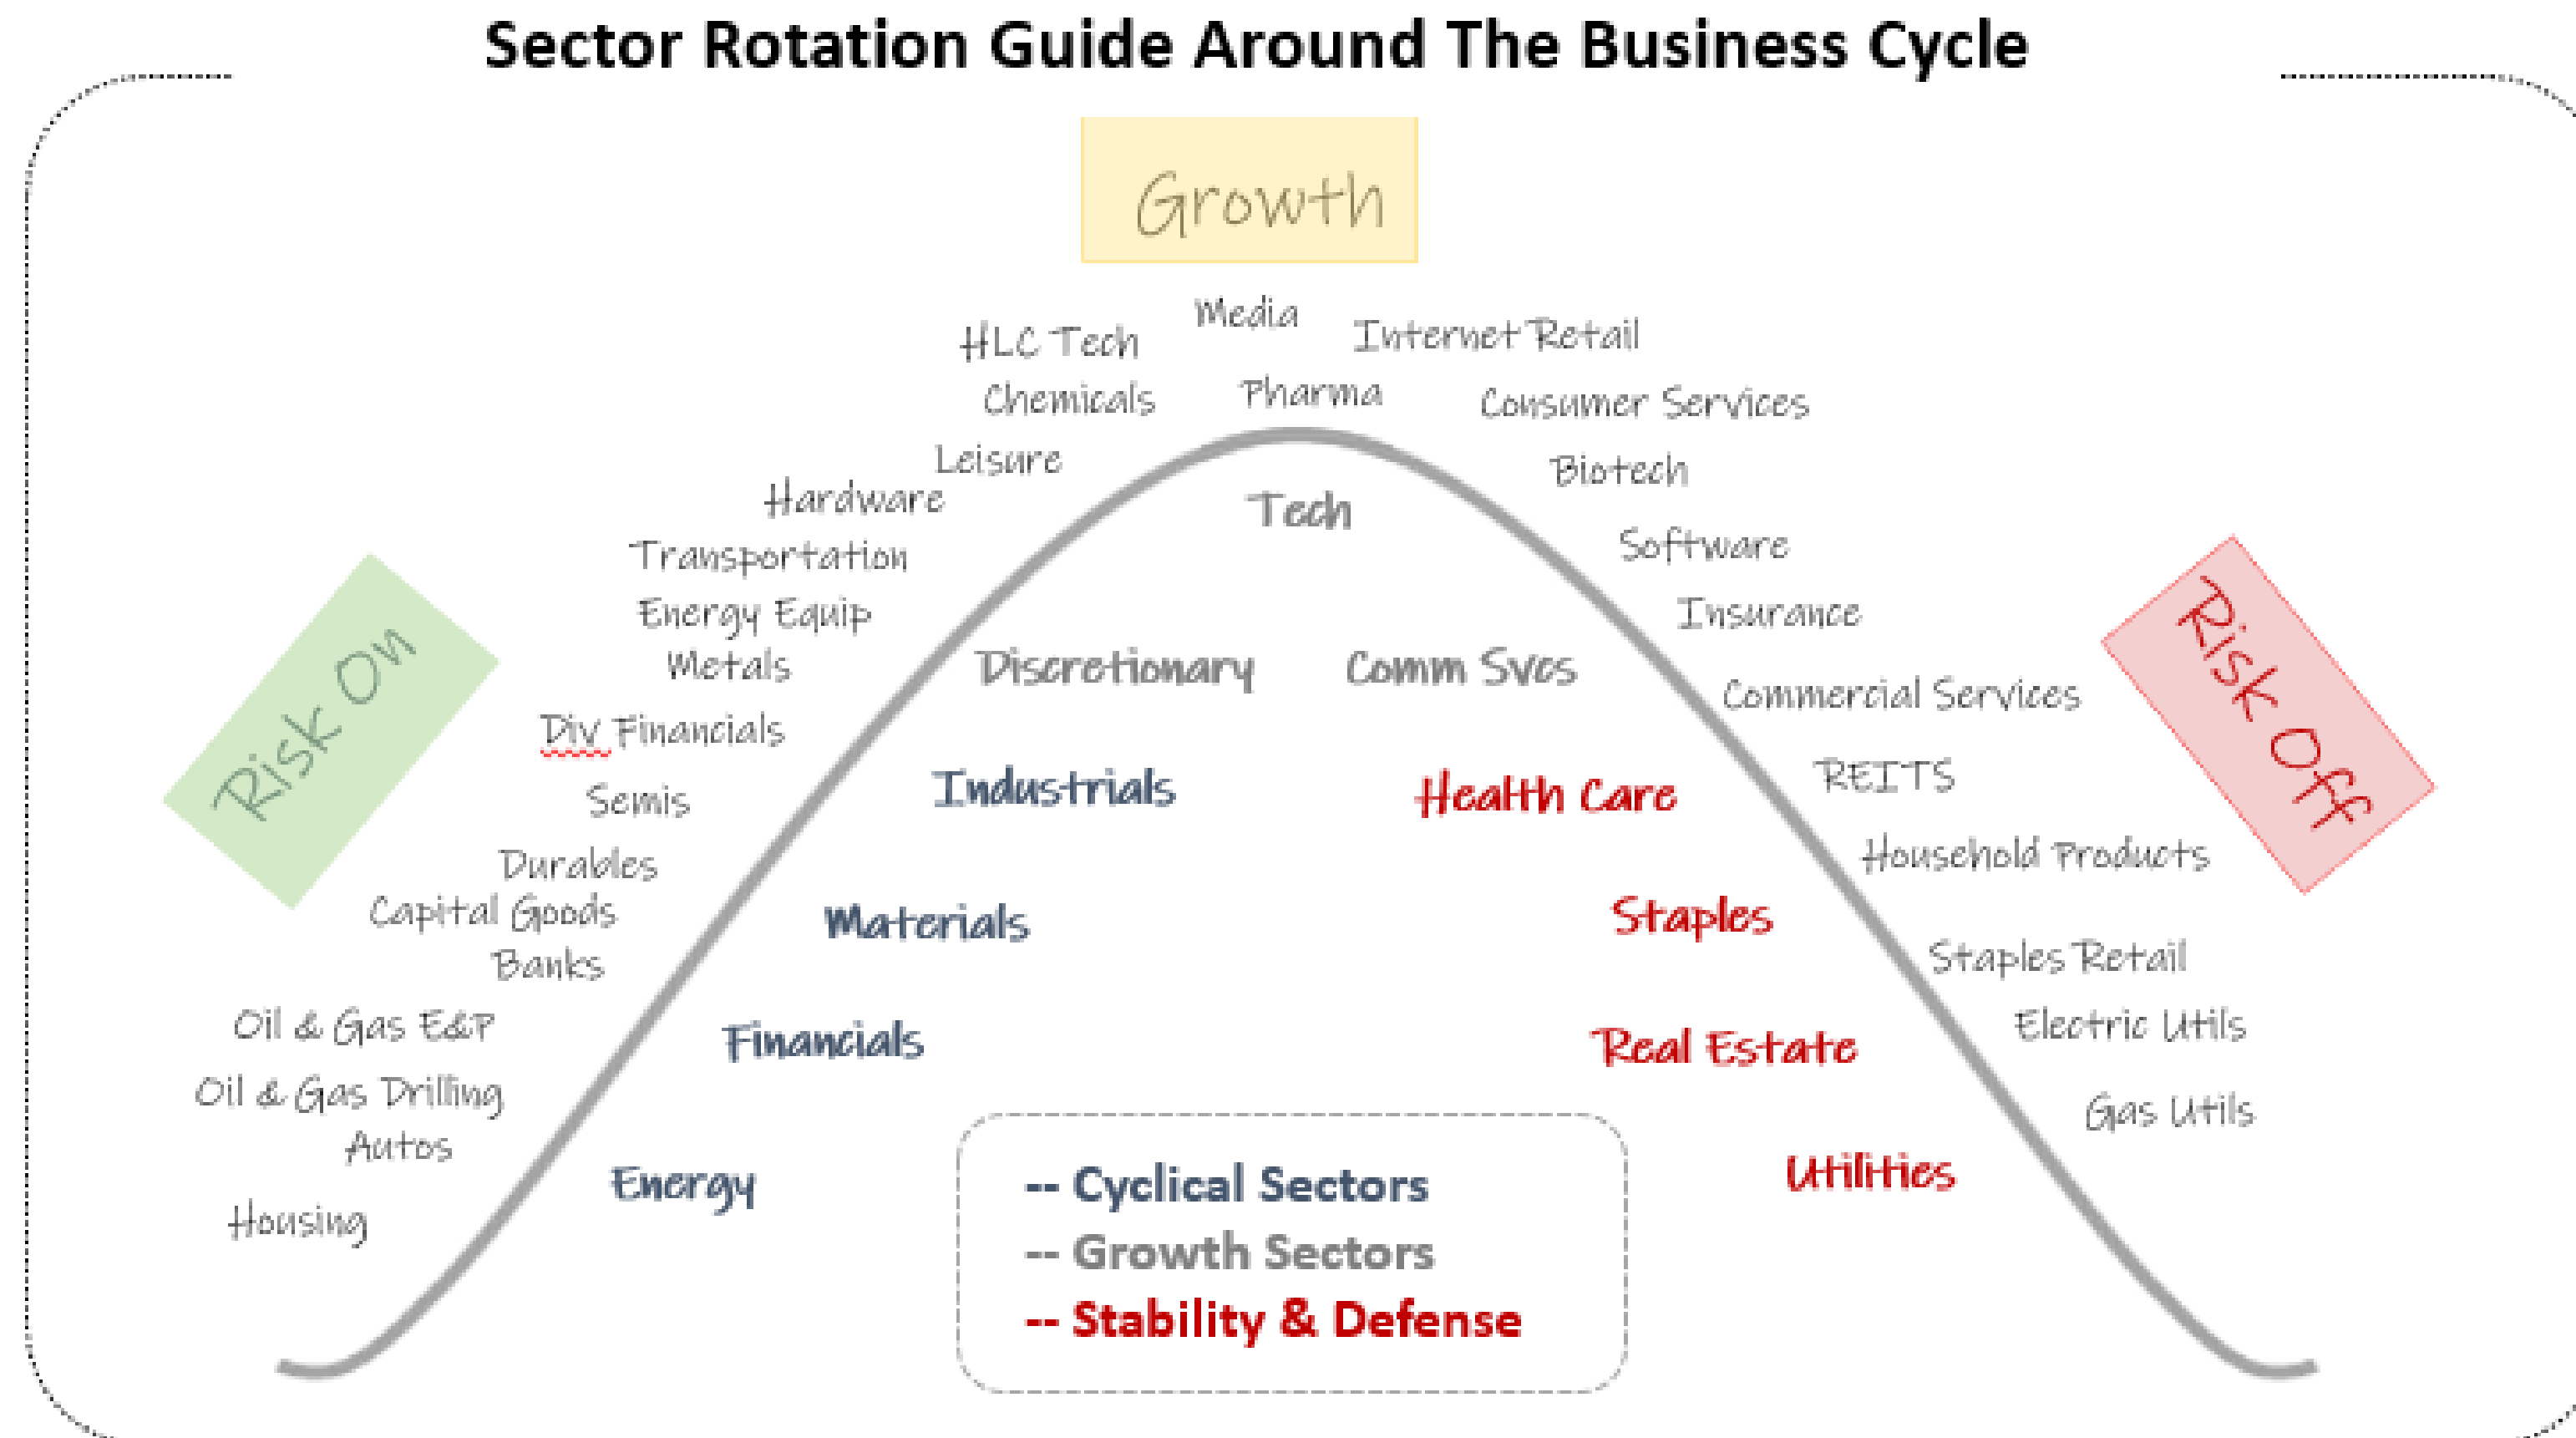 Sector Rotation Guide Around The Business Cycle
Growth
Media
HLC Tech
Internet Retail
Chemicals
Pharma
Consumer Services
Leisure
Biotech
Hardware
Tech
Software
Transportation
Energy Equip
Insurance
Risk On
Risk Off
Metals
Discretionary
Comm Svcs
Commercial Services
Div Financials
REITS
Semis
Industrials
Health Care
Durables
Household Products
Capital Goods
Materials
Staples
Banks
Staples Retail
Oil & Gas E&P
Financials
Real Estate
Electric Utils
Oil & Gas Drilling
Gas Utils
Autos
Energy
Utilities
Housing
-- Cyclical Sectors
-- Growth Sectors
-- Stability & Defense